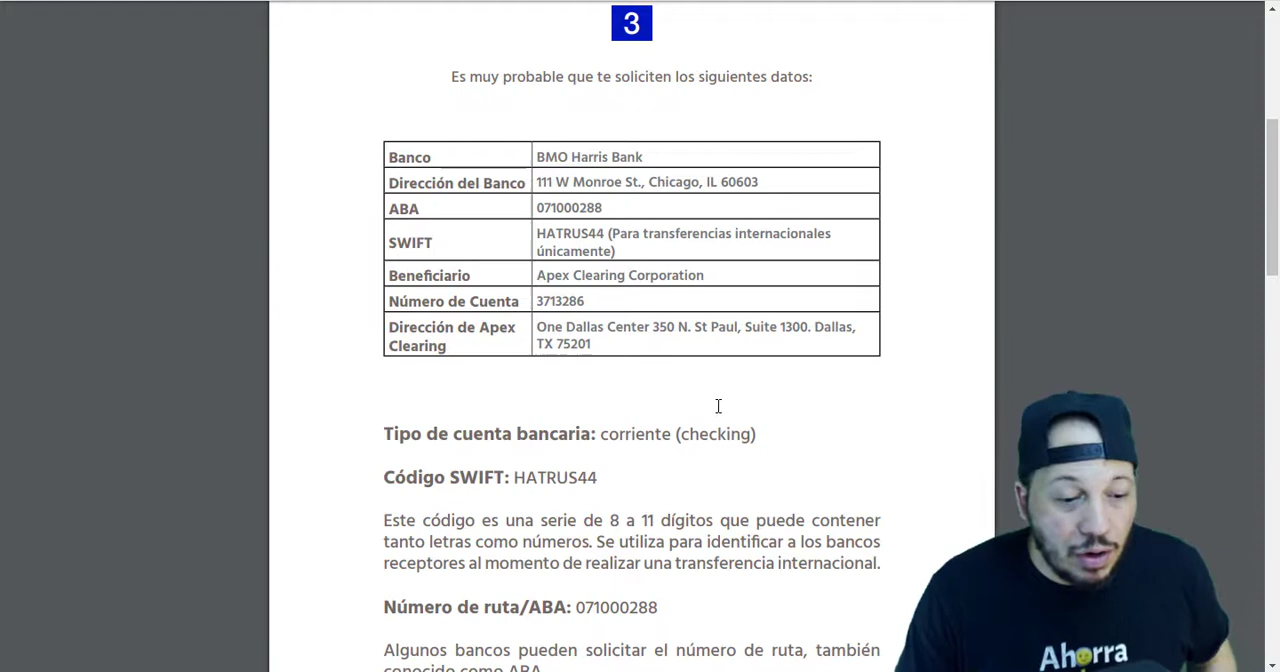 3
Es muy probable que te soliciten los siguientes datos:
Banco BMO Harris Bank
Dirección del Banco 111 W Monroe St., Chicago, IL 60603
ABA 071000288
SWIFT HATRUS44 (Para transferencias internacionales
únicamente)
Beneficiario Apex Clearing Corporation
Número de Cuenta 3713286
Dirección de Apex
Clearing
One Dallas Center 350 N. St Paul, Suite 1300. Dallas,
TX 75201
Tipo de cuenta bancaria: corriente (checking)
Código SWIFT: HATRUS44
Este código es una serie de 8 a 11 dígitos que puede contener
tanto letras como números. Se utiliza para identificar a los bancos
receptores al momento de realizar una transferencia internacional.
Número de ruta/ABA: 071000288
Algunos bancos pueden solicitar el número de ruta, también
conocido como ABA.
Ahorra